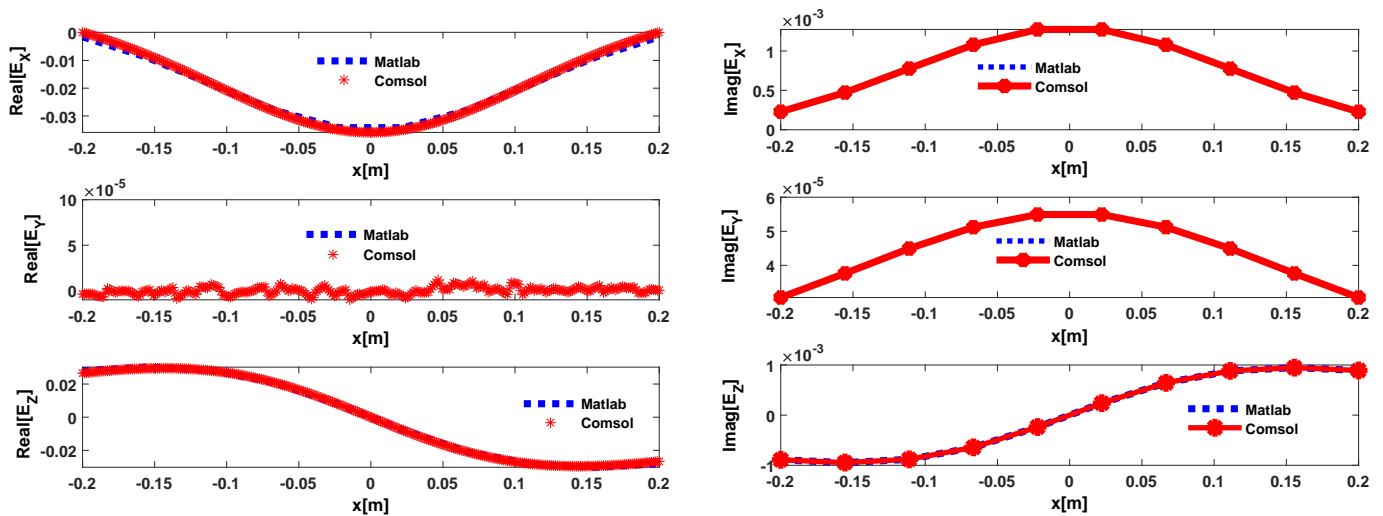 0
-0.01
-0.02
-0.03
Real[E_X]
Matlab
Comsol
-0.2 -0.15 -0.1 -0.05 0 0.05 0.1 0.15 0.2
x[m]
×10^-5
10
5
0
Real[E_Y]
Matlab
Comsol
-0.2 -0.15 -0.1 -0.05 0 0.05 0.1 0.15 0.2
x[m]
0.02
0
-0.02
Real[E_Z]
Matlab
Comsol
-0.2 -0.15 -0.1 -0.05 0 0.05 0.1 0.15 0.2
x[m]
×10^-3
1
0.5
0
Imag[E_X]
Matlab
Comsol
-0.2 -0.15 -0.1 -0.05 0 0.05 0.1 0.15 0.2
x[m]
×10^-5
6
5
4
Imag[E_Y]
Matlab
Comsol
-0.2 -0.15 -0.1 -0.05 0 0.05 0.1 0.15 0.2
x[m]
×10^-3
1
0
-1
Imag[E_Z]
Matlab
Comsol
-0.2 -0.15 -0.1 -0.05 0 0.05 0.1 0.15 0.2
x[m]